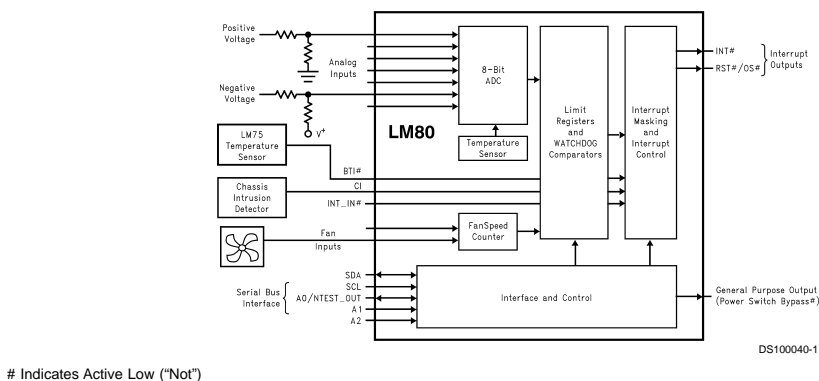 Positive
Voltage
Analog
Inputs
Negative
Voltage
V+
LM75
Temperature
Sensor
Chassis
Intrusion
Detector
BTI#
CI
INT_IN#
Fan
Inputs
Serial Bus
Interface
SDA
SCL
A0/NTEST_OUT
A1
A2
LM80
8-Bit
ADC
Temperature
Sensor
FanSpeed
Counter
Limit
Registers
and
WATCHDOG
Comparators
Interrupt
Masking
and
Interrupt
Control
Interface and Control
INT#
RST#/OS#
Interrupt
Outputs
General Purpose Output
(Power Switch Bypass#)
DS100040-1
# Indicates Active Low (“Not”)